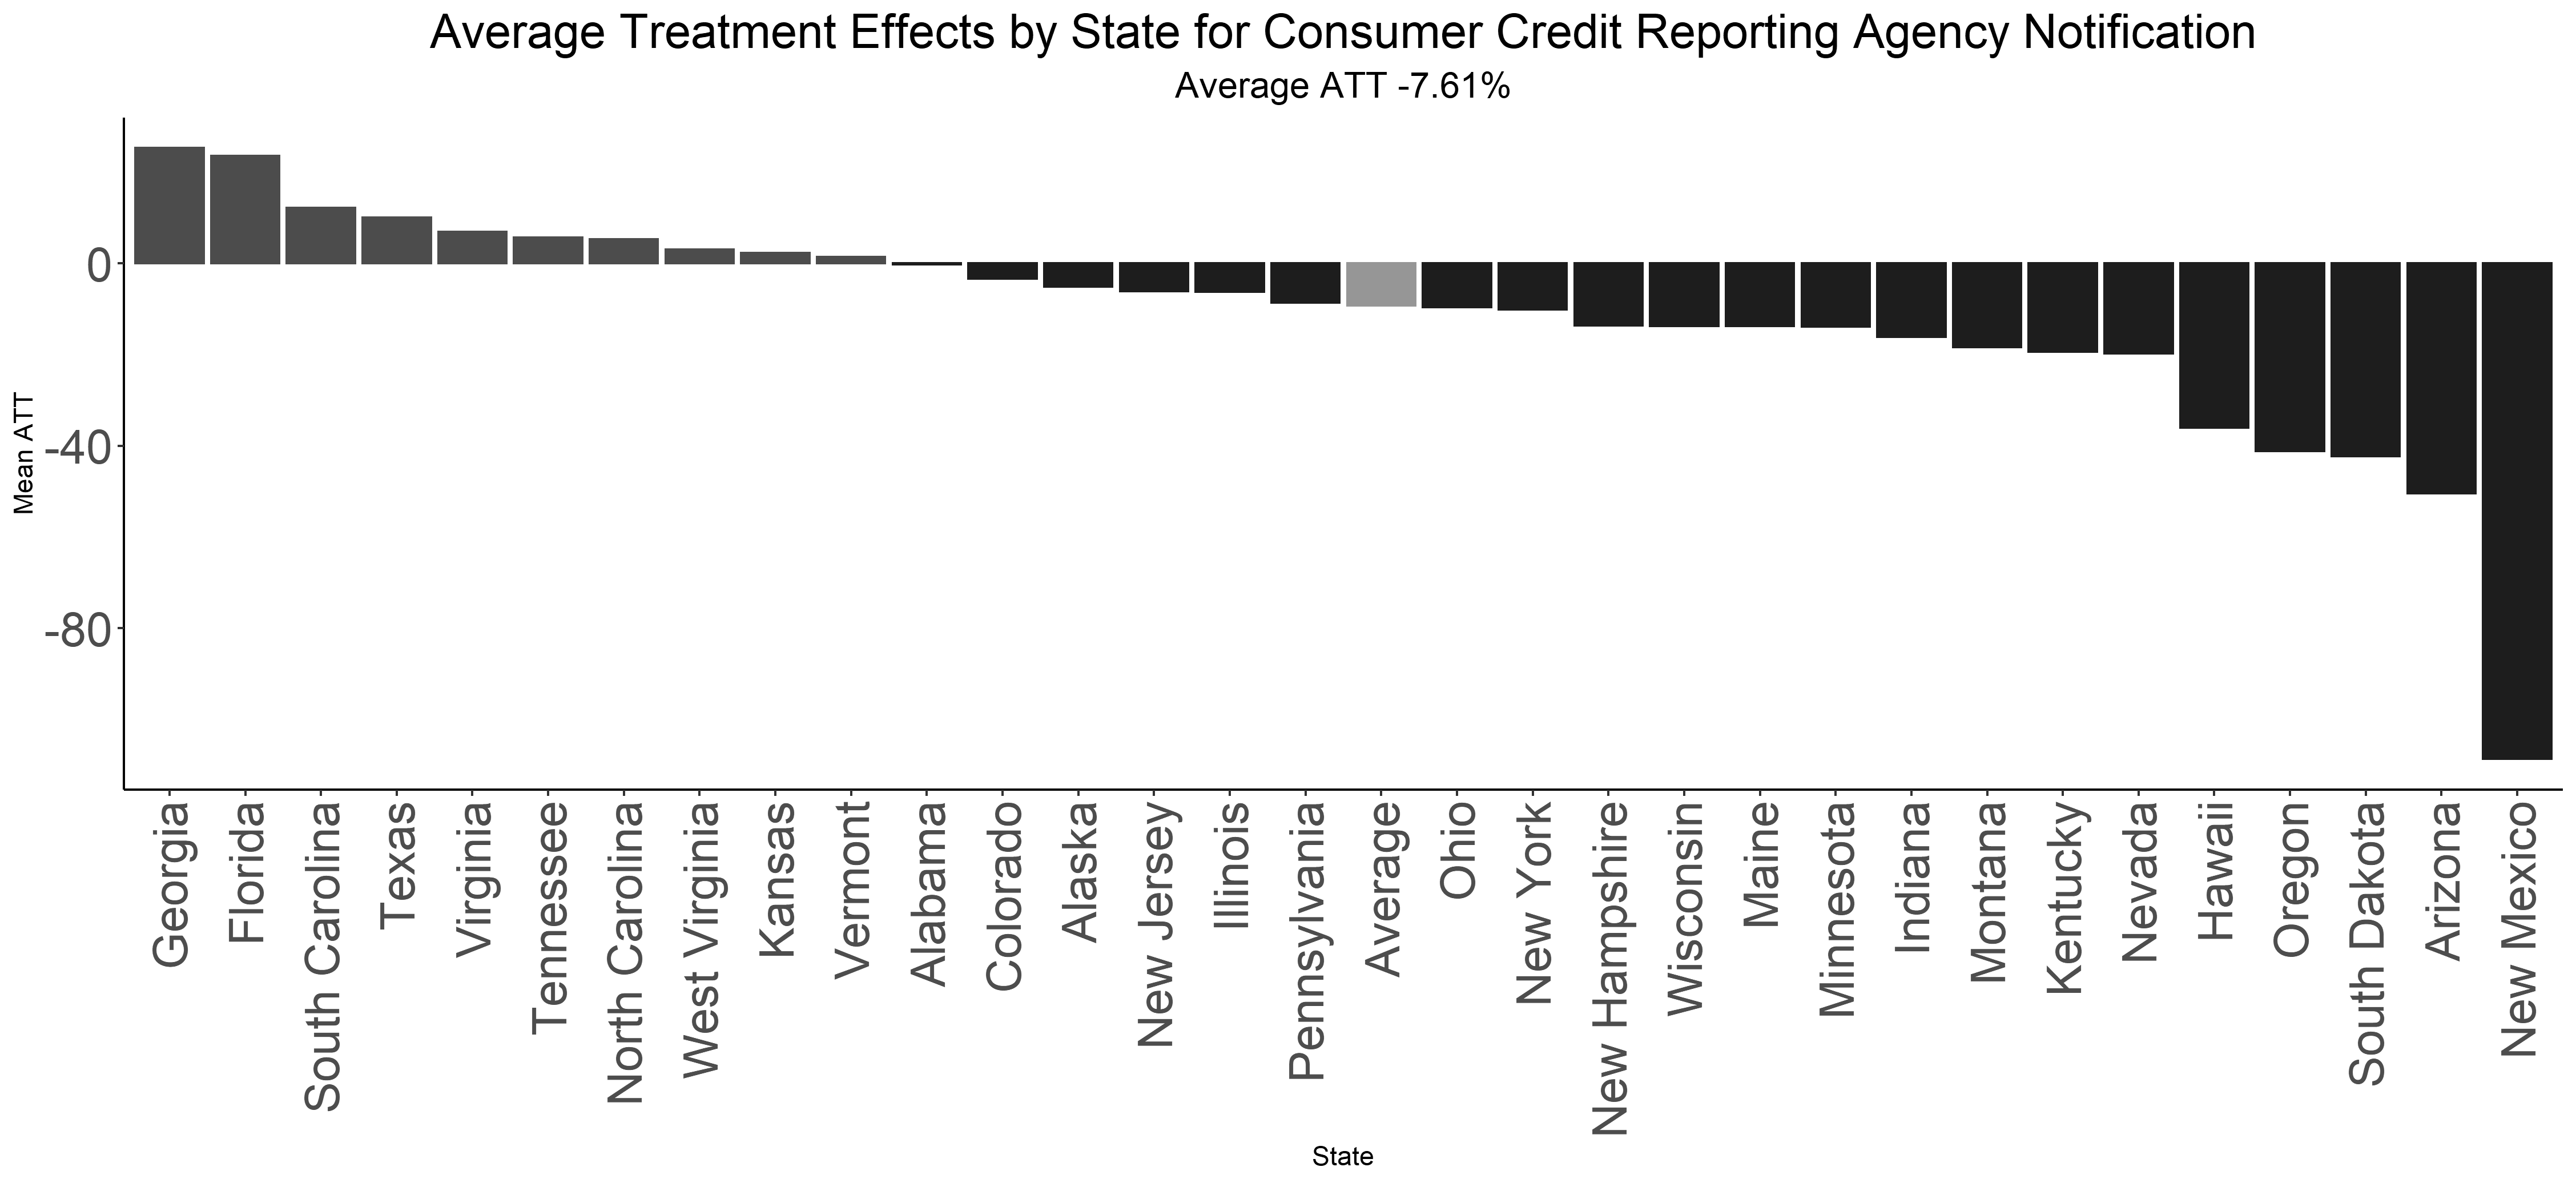 Average Treatment Effects by State for Consumer Credit Reporting Agency Notification
Average ATT -7.61%
Mean ATT
0
-40
-80
Georgia
Florida
South Carolina
Texas
Virginia
Tennessee
North Carolina
West Virginia
Kansas
Vermont
Alabama
Colorado
Alaska
New Jersey
Illinois
Pennsylvania
Average
Ohio
New York
New Hampshire
Wisconsin
Maine
Minnesota
Indiana
Montana
Kentucky
Nevada
Hawaii
Oregon
South Dakota
Arizona
New Mexico
State